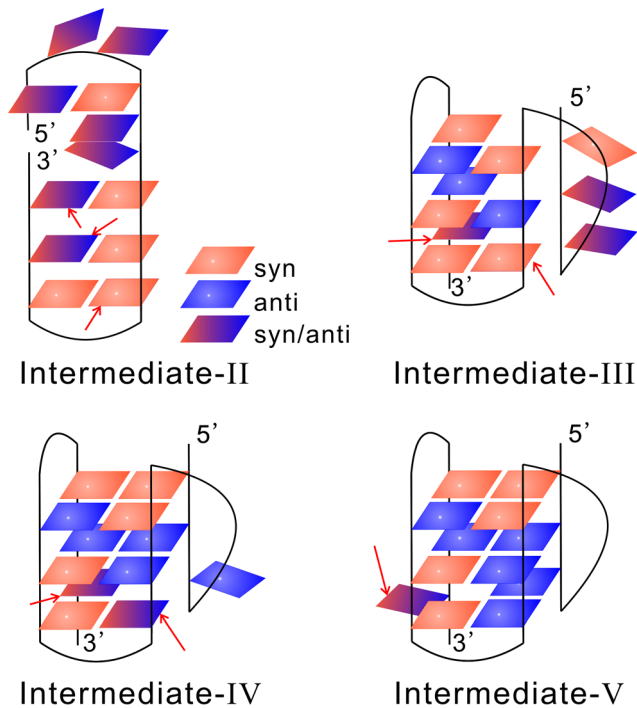 5’
3’
syn
anti
syn/anti
Intermediate-II
5’
3’
Intermediate-III
5’
3’
Intermediate-IV
5’
3’
Intermediate-V